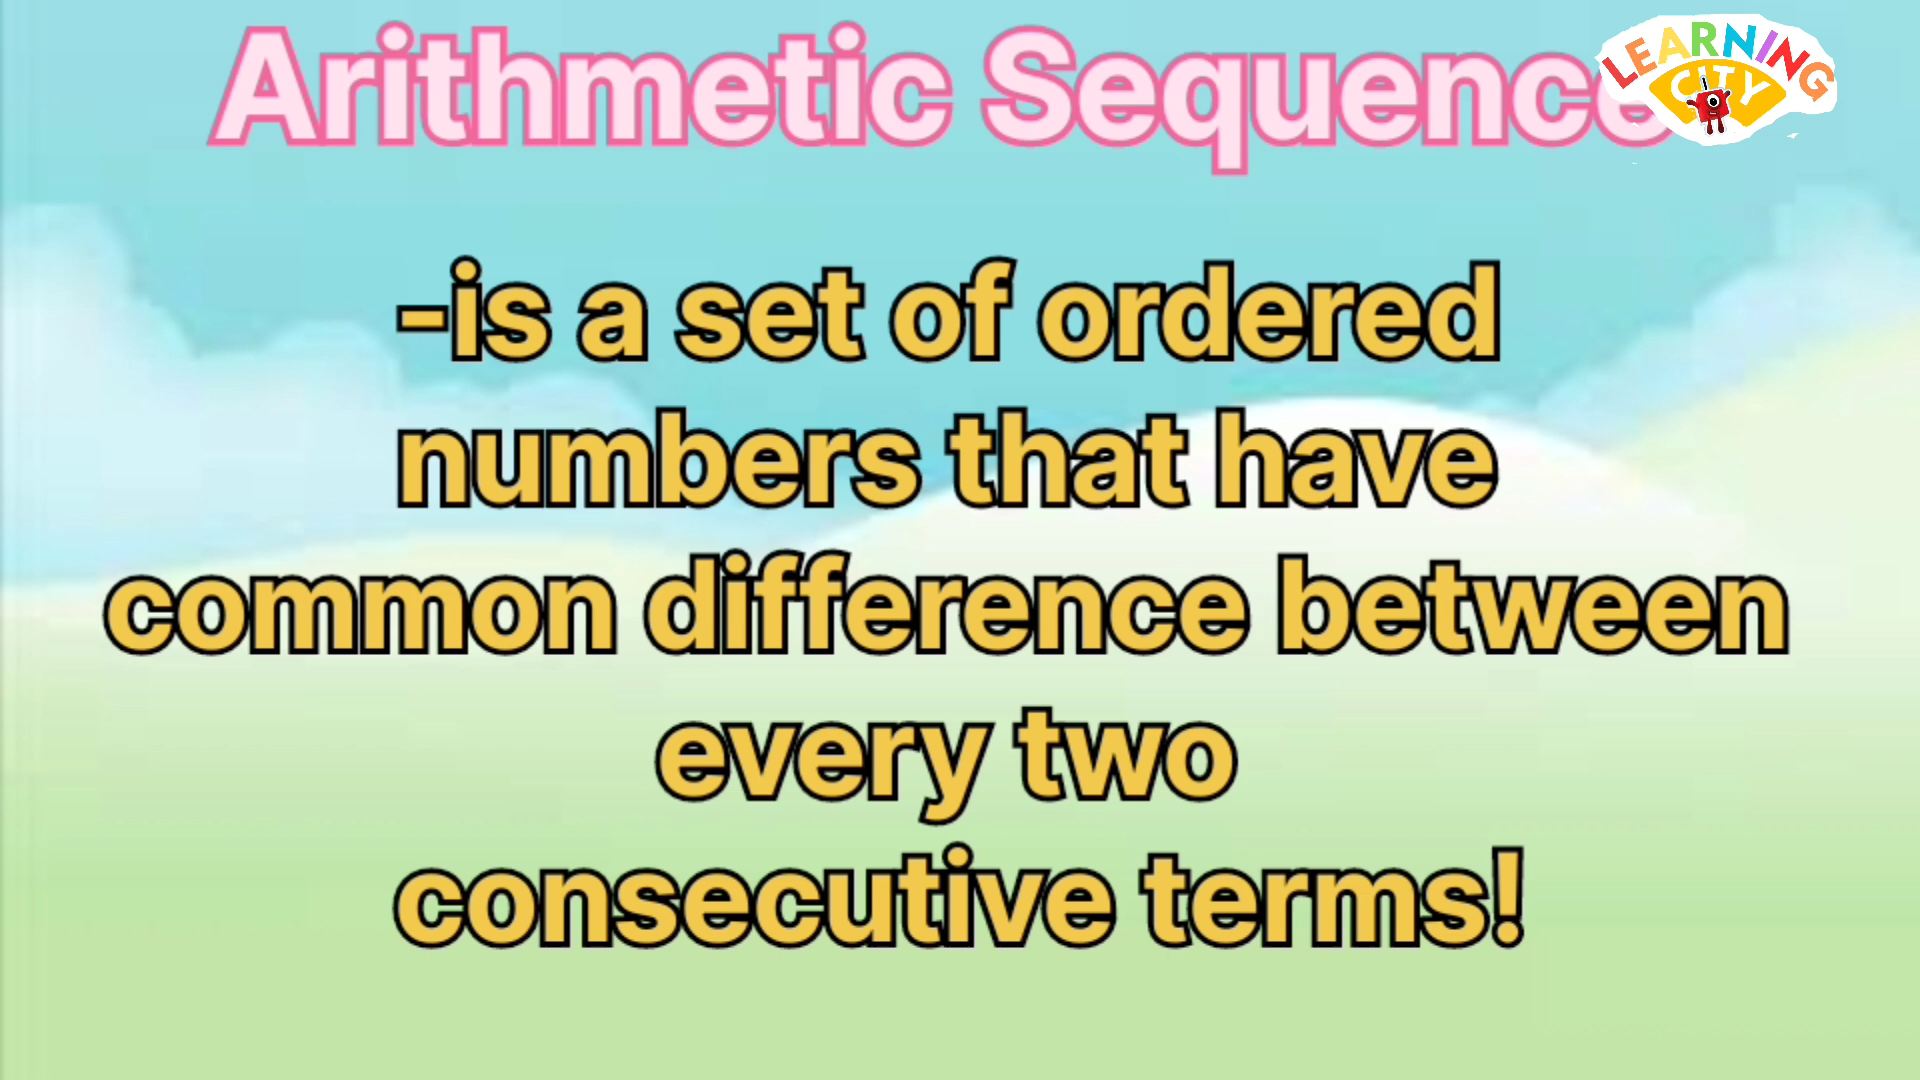 Arithmetic Sequence
LEARNING
CITY
-is a set of ordered
numbers that have
common difference between
every two
consecutive terms!